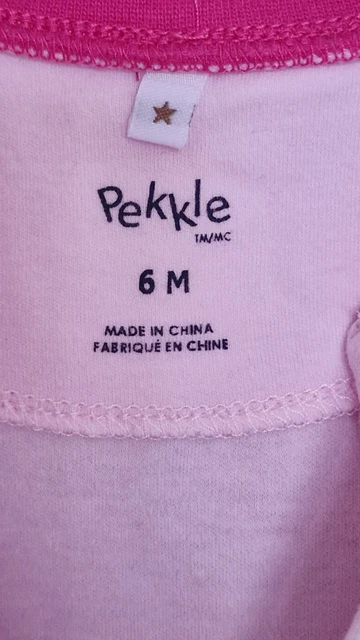 Pekkle
TM/MC
6 M
MADE IN CHINA
FABRIQUÉ EN CHINE